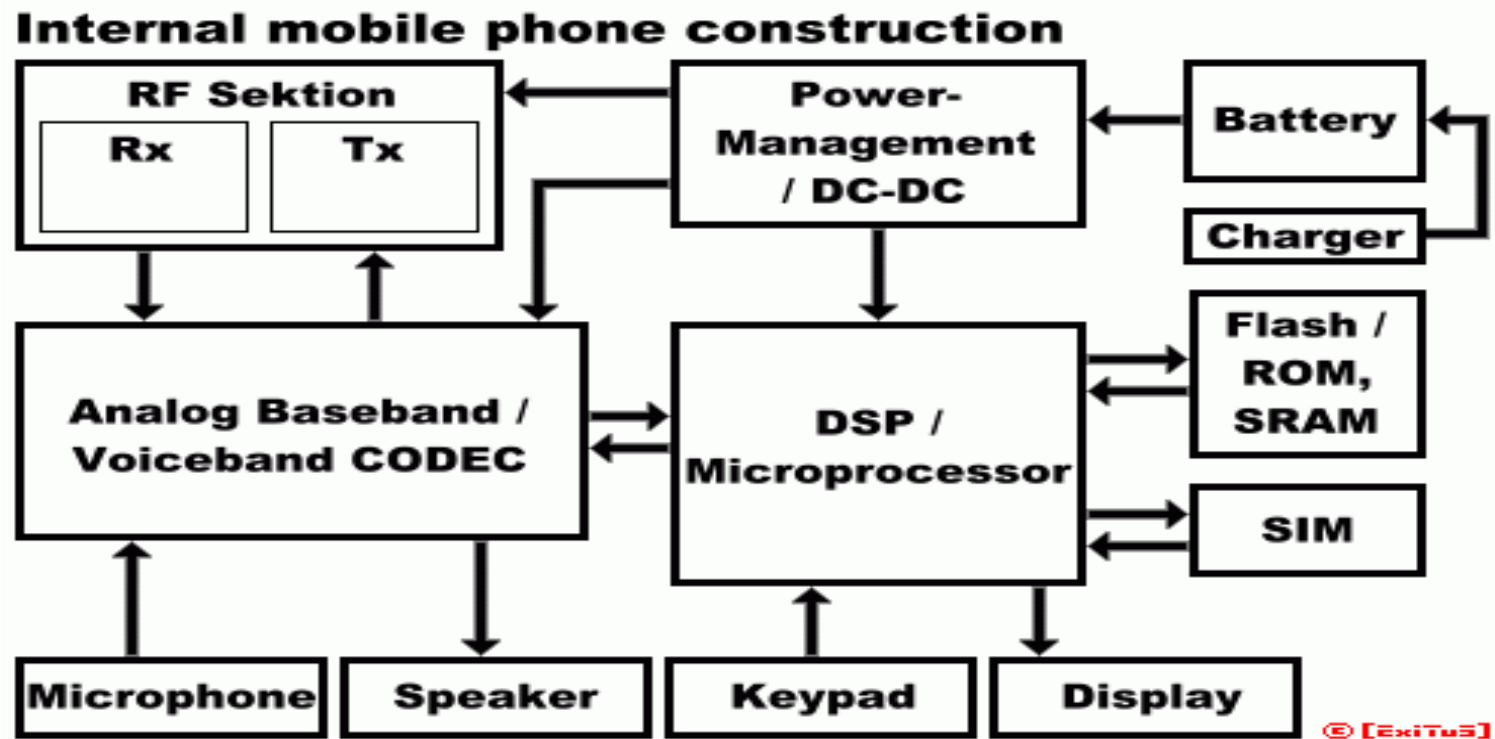 Internal mobile phone construction
RF Sektion
Rx
Tx
Power-
Management
/ DC-DC
Battery
Charger
Analog Baseband /
Voiceband CODEC
DSP /
Microprocessor
Flash /
ROM,
SRAM
SIM
Microphone
Speaker
Keypad
Display
© [ExiTuS]